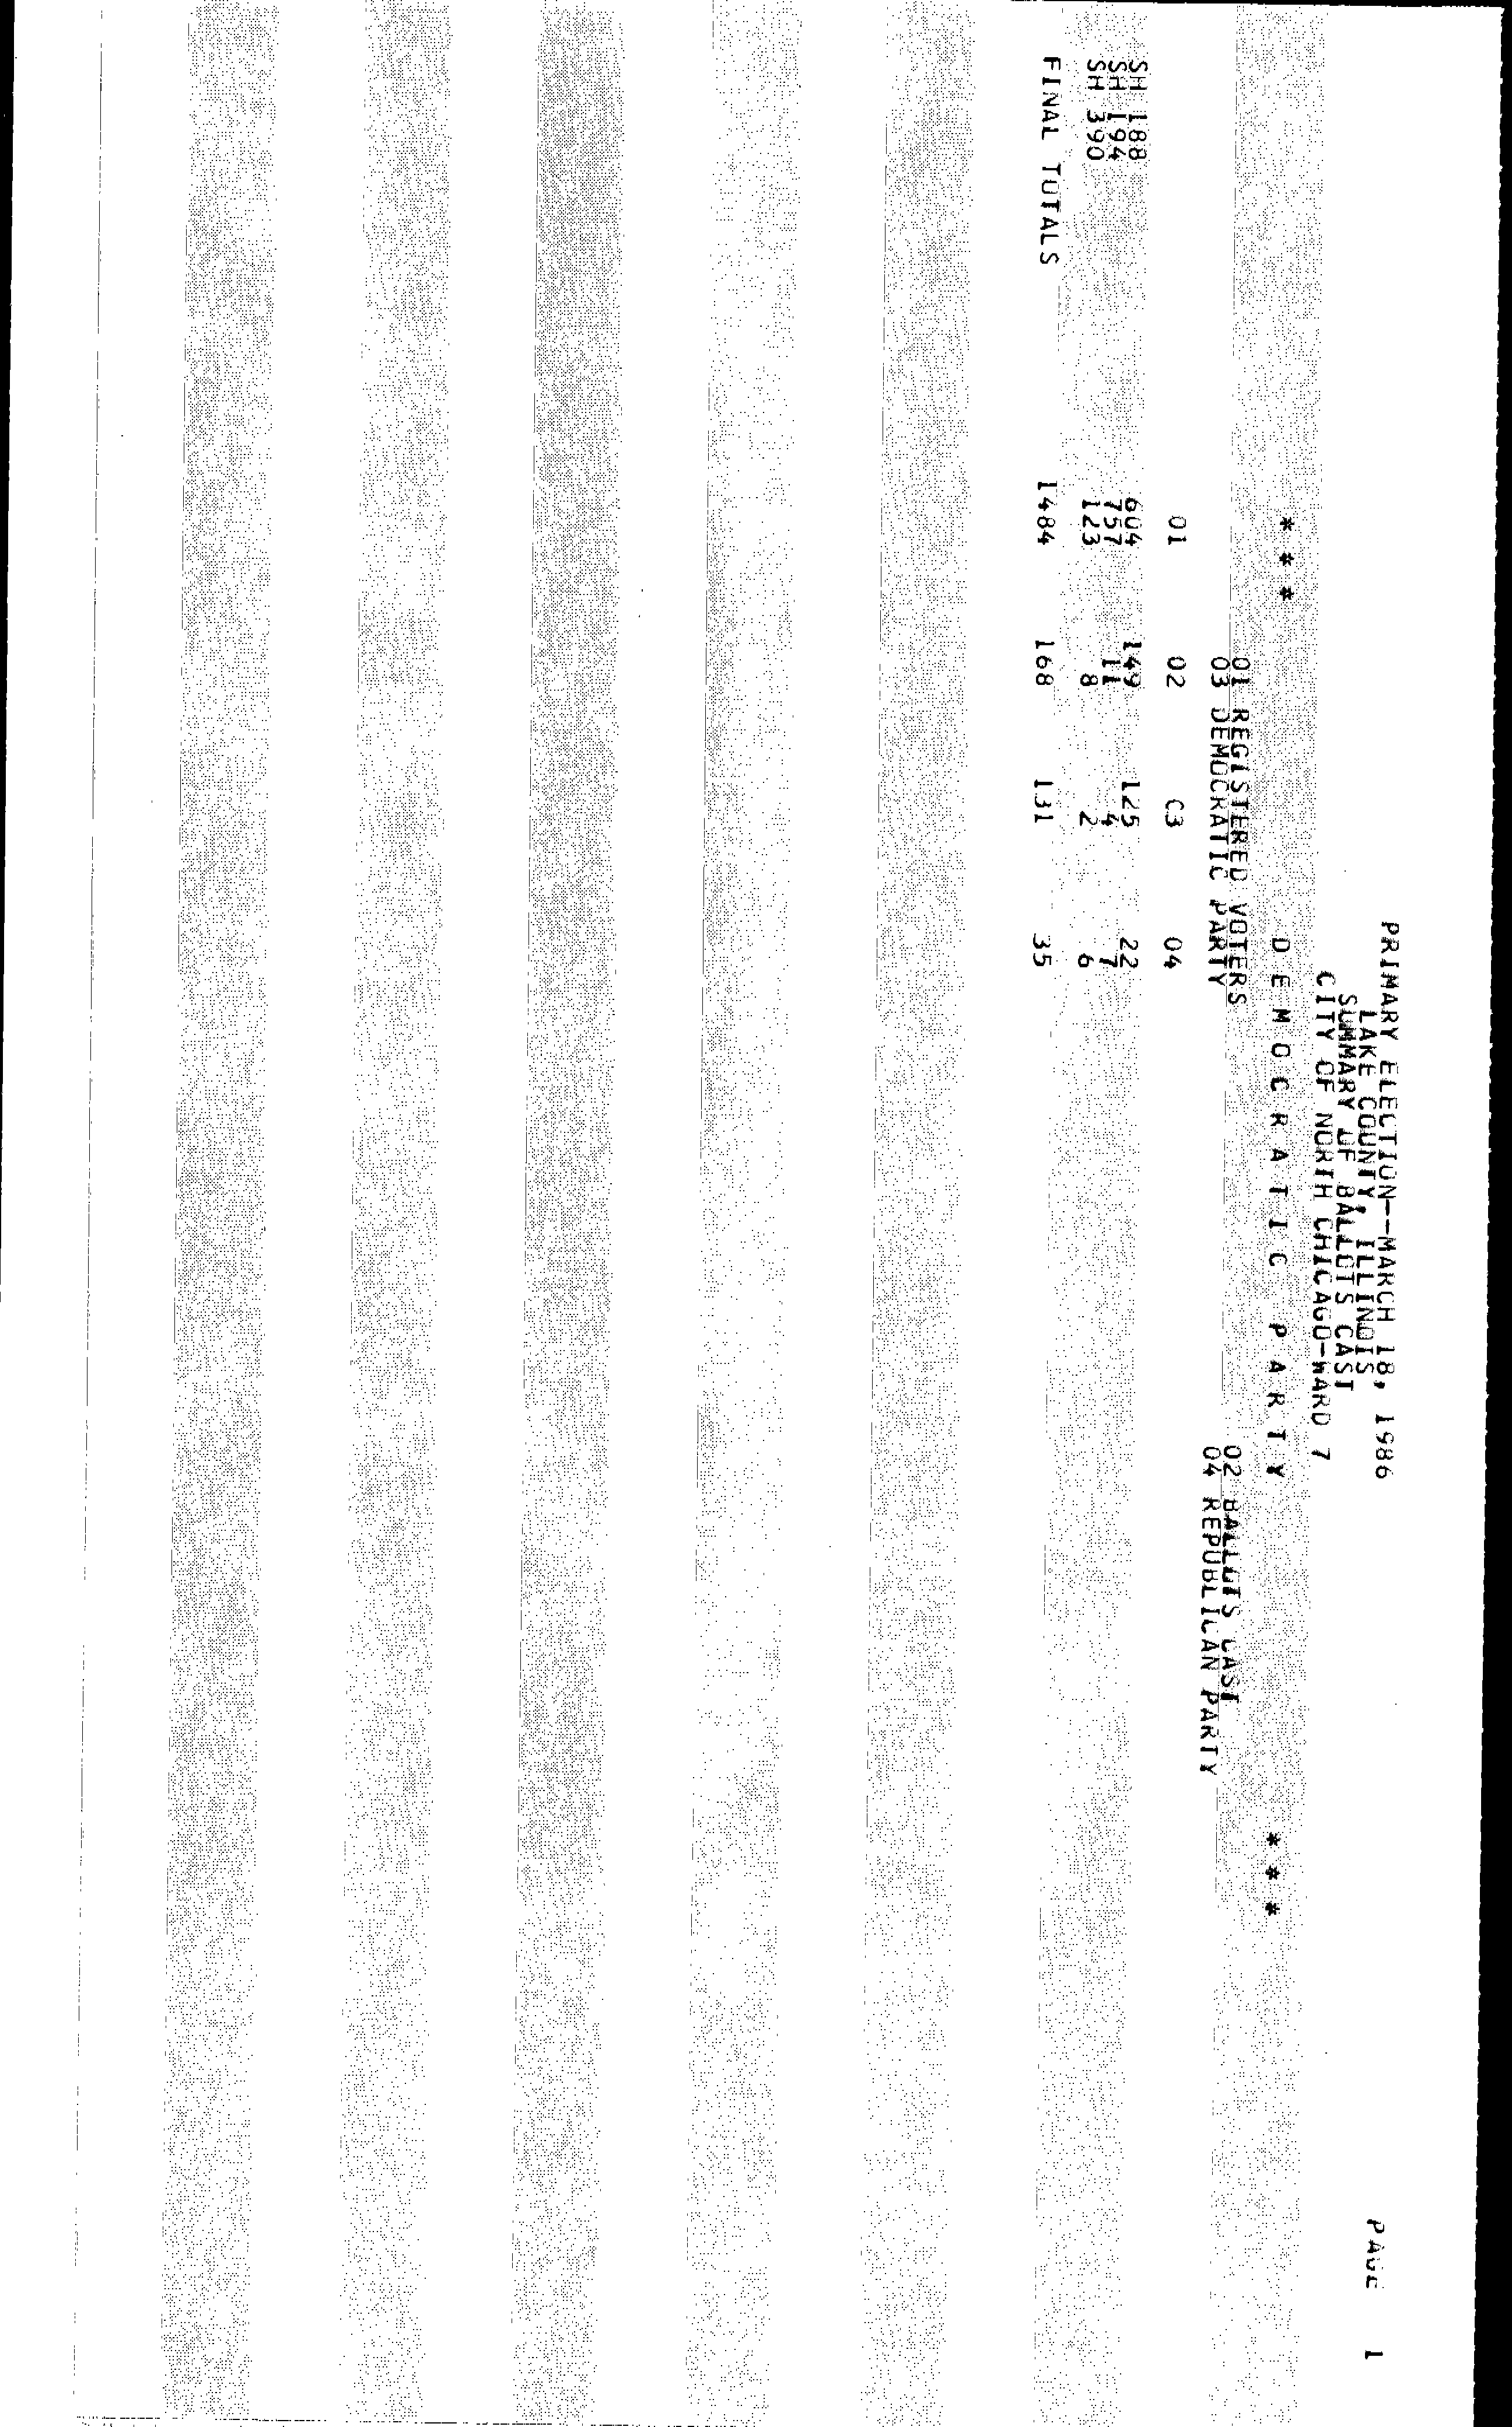 PRIMARY ELECTION--MARCH 18, 1986 PAGE 1
LAKE COUNTY, ILLINOIS
SUMMARY OF BALLOTS CAST
CITY OF NORTH CHICAGO-WARD 7
* * * D E M O C R A T I C P A R T Y * * *
01 REGISTERED VOTERS 02 BALLOTS CAST
03 DEMOCRATIC PARTY 04 REPUBLICAN PARTY
01 02 03 04
SH 188 604 149 125 22
SH 194 757 11 4 7
SH 390 123 8 2 6
FINAL TOTALS 1484 168 131 35